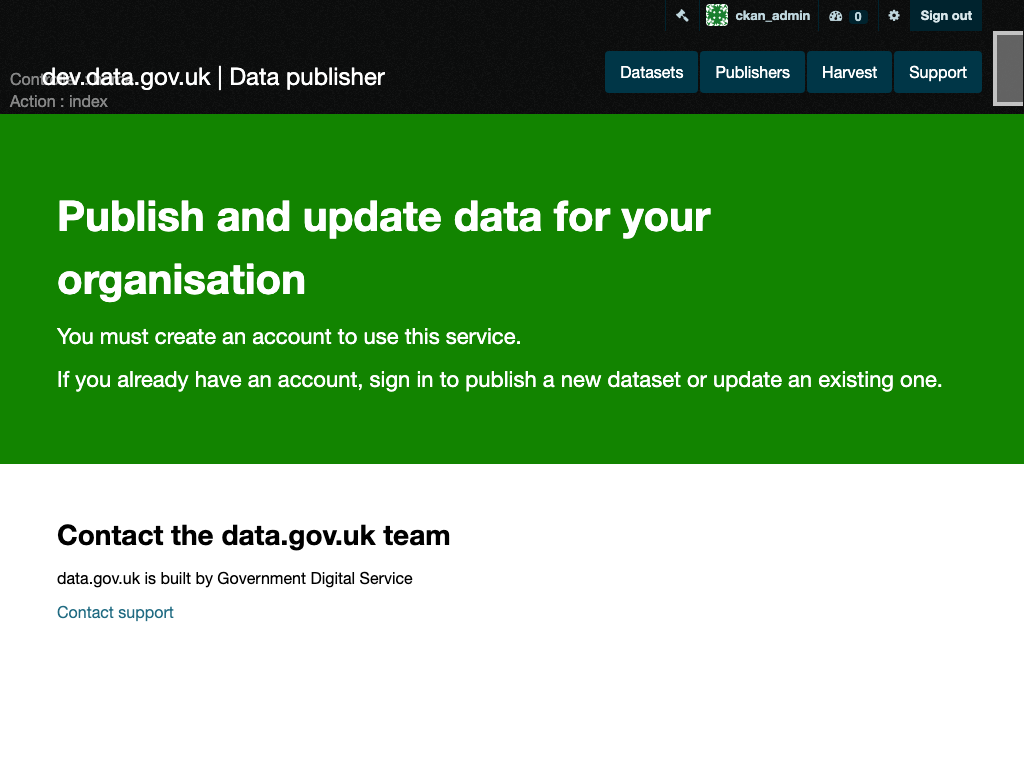 ckan_admin
0
Sign out
dev.data.gov.uk | Data publisher
Datasets
Publishers
Harvest
Support
Action : index
Publish and update data for your
organisation
You must create an account to use this service.
If you already have an account, sign in to publish a new dataset or update an existing one.
Contact the data.gov.uk team
data.gov.uk is built by Government Digital Service
Contact support